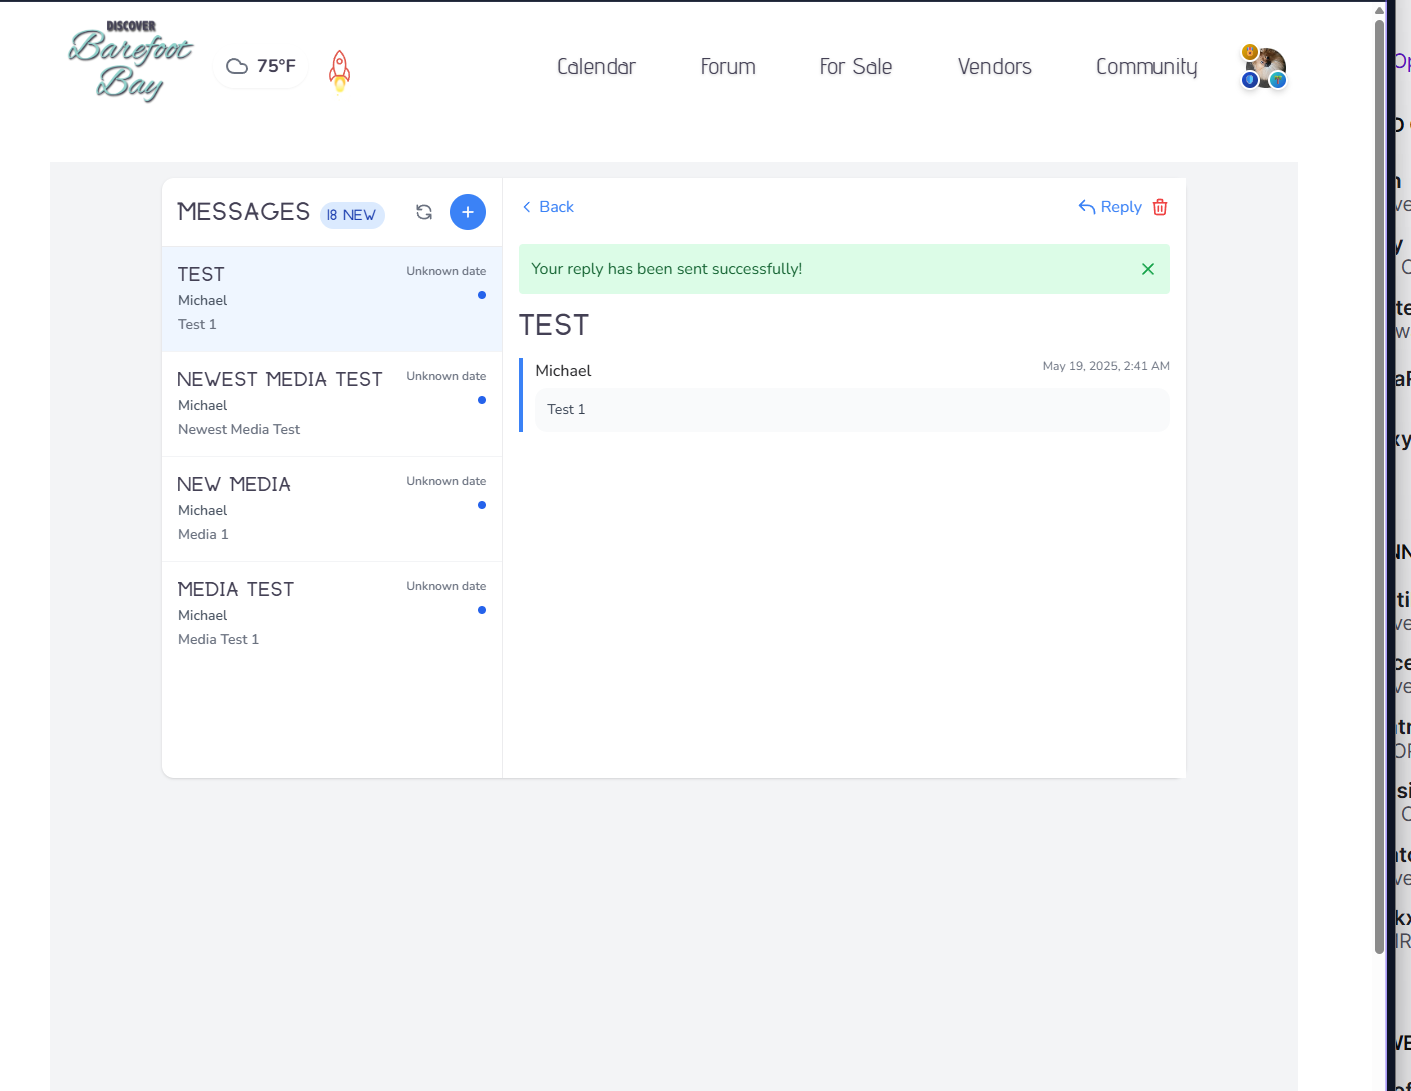 DISCOVER
Barefoot
Bay
75°F
Calendar
Forum
For Sale
Vendors
Community
MESSAGES
18 NEW
TEST
Unknown date
Michael
Test 1
NEWEST MEDIA TEST
Unknown date
Michael
Newest Media Test
NEW MEDIA
Unknown date
Michael
Media 1
MEDIA TEST
Unknown date
Michael
Media Test 1
Back
Reply
Your reply has been sent successfully!
TEST
Michael
May 19, 2025, 2:41 AM
Test 1